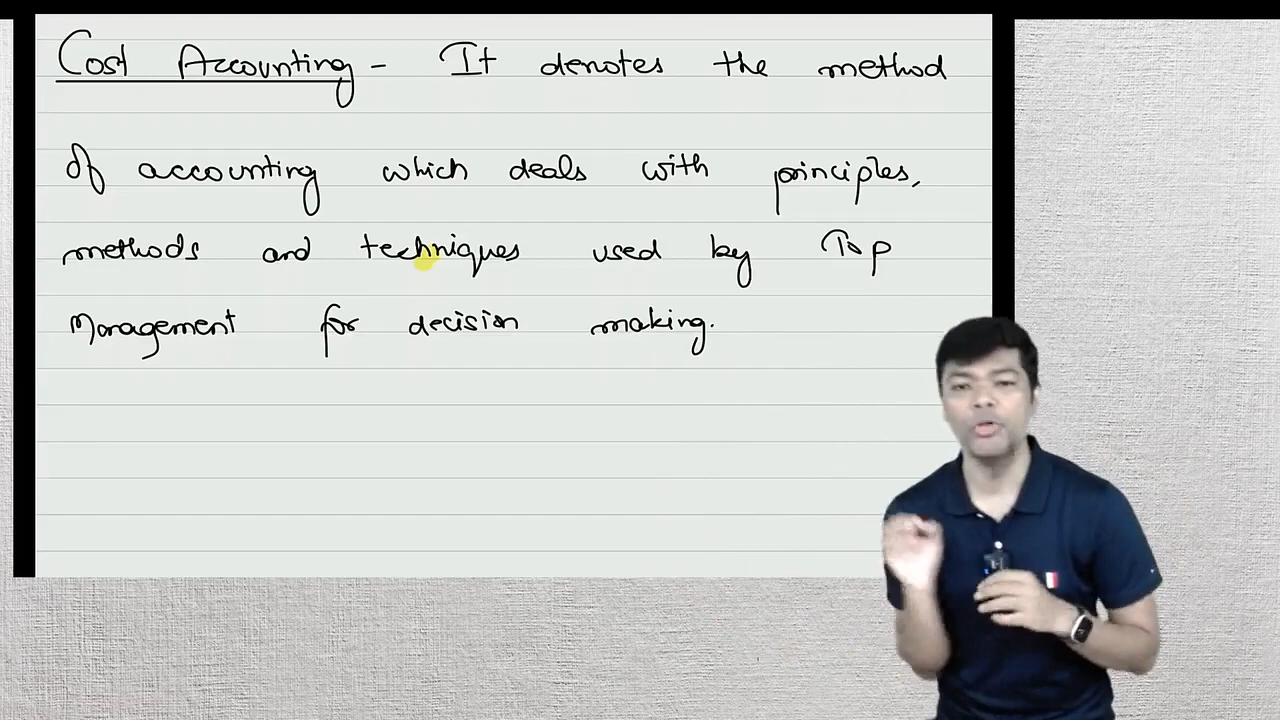 Cost Accounting - It denotes the method
of accounting which deals with principles,
methods and techniques used by Top
Management for decision making.